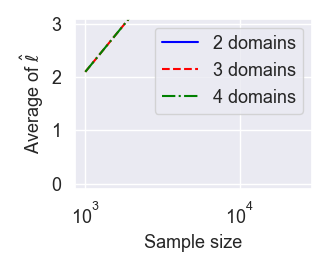 3
2
1
0
Average of ℓ̂
2 domains
3 domains
4 domains
10³
10⁴
Sample size